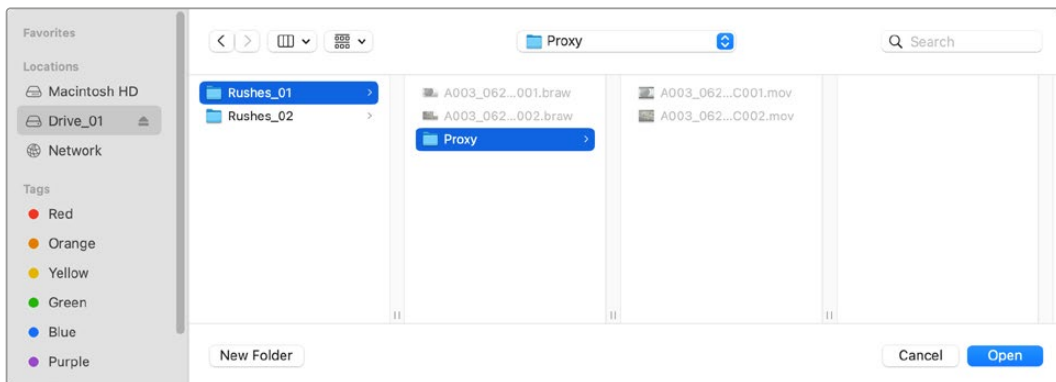 Favorites
Locations
Macintosh HD
Drive_01
Network
Tags
Red
Orange
Yellow
Green
Blue
Purple
Proxy
Search
Rushes_01
Rushes_02
A003_062...001.braw
A003_062...002.braw
Proxy
A003_062...C001.mov
A003_062...C002.mov
New Folder
Cancel
Open